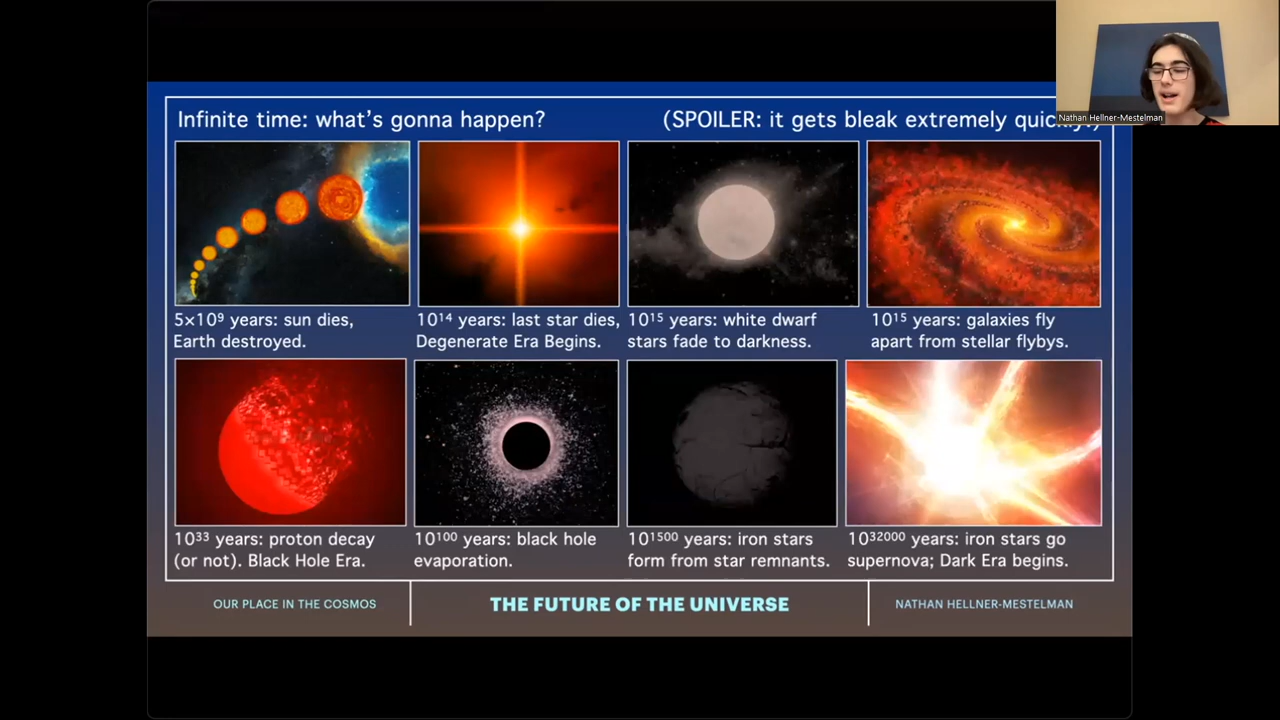 Infinite time: what's gonna happen?
(SPOILER: it gets bleak extremely quickly!)
Nathan Hellner-Mestelman
5×10⁹ years: sun dies,
Earth destroyed.
10¹⁴ years: last star dies,
Degenerate Era Begins.
10¹⁵ years: white dwarf
stars fade to darkness.
10¹⁵ years: galaxies fly
apart from stellar flybys.
10³³ years: proton decay
(or not). Black Hole Era.
10¹⁰⁰ years: black hole
evaporation.
10¹⁵⁰⁰ years: iron stars
form from star remnants.
10³²⁰⁰⁰ years: iron stars go
supernova; Dark Era begins.
OUR PLACE IN THE COSMOS
THE FUTURE OF THE UNIVERSE
NATHAN HELLNER-MESTELMAN